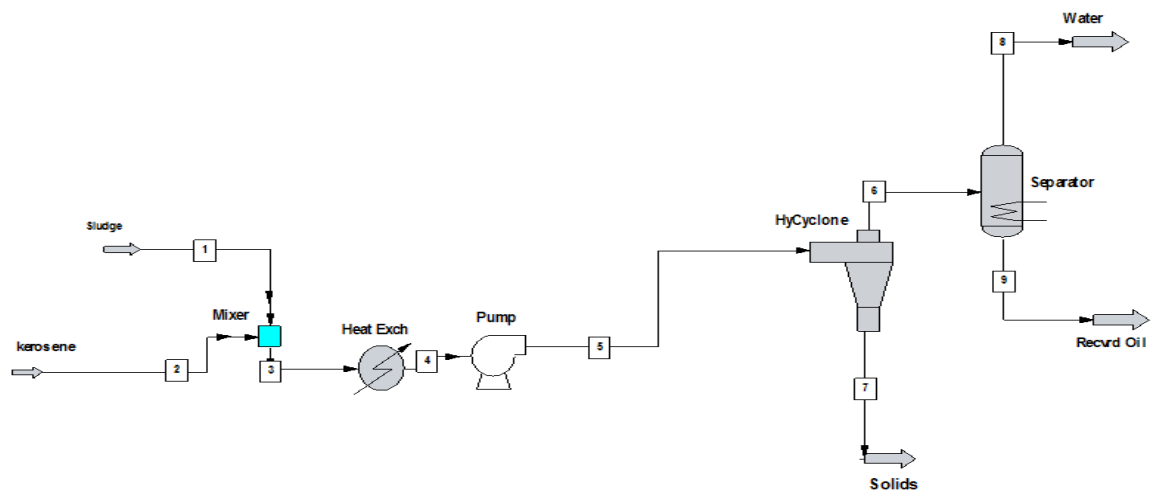 Water
8
Separator
6
HyCyclone
Sludge
1
9
Mixer
Heat Exch
Pump
kerosene
Recvrd Oil
2
3
4
5
7
Solids